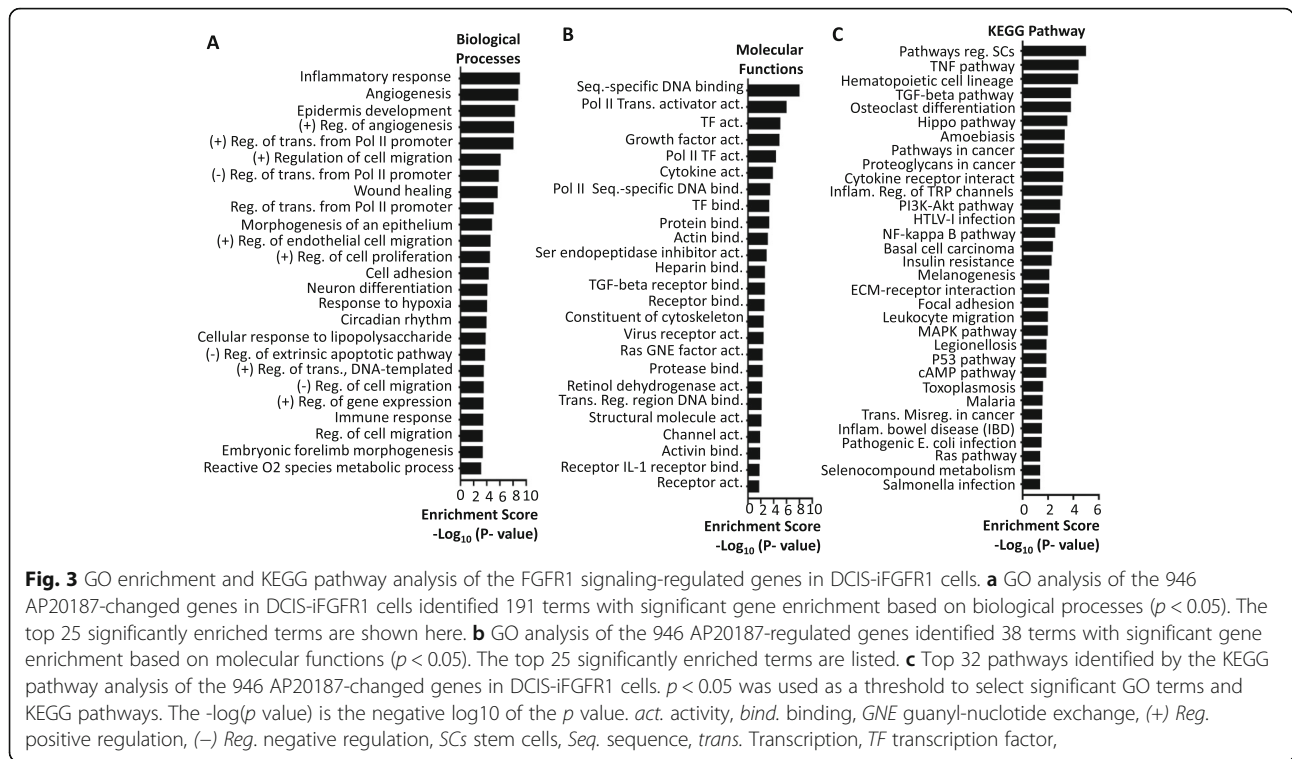 A
Biological
Processes
Inflammatory response
Angiogenesis
Epidermis development
(+) Reg. of angiogenesis
(+) Reg. of trans. from Pol II promoter
(+) Regulation of cell migration
(-) Reg. of trans. from Pol II promoter
Wound healing
Reg. of trans. from Pol II promoter
Morphogenesis of an epithelium
(+) Reg. of endothelial cell migration
(+) Reg. of cell proliferation
Cell adhesion
Neuron differentiation
Response to hypoxia
Circadian rhythm
Cellular response to lipopolysaccharide
(-) Reg. of extrinsic apoptotic pathway
(+) Reg. of trans., DNA-templated
(-) Reg. of cell migration
(+) Reg. of gene expression
Immune response
Reg. of cell migration
Embryonic forelimb morphogenesis
Reactive O2 species metabolic process
0 2 4 6 8 10
Enrichment Score
-Log10 (P- value)
B
Molecular
Functions
Seq.-specific DNA binding
Pol II Trans. activator act.
TF act.
Growth factor act.
Pol II TF act.
Cytokine act.
Pol II Seq.-specific DNA bind.
TF bind.
Protein bind.
Actin bind.
Ser endopeptidase inhibitor act.
Heparin bind.
TGF-beta receptor bind.
Receptor bind.
Constituent of cytoskeleton
Virus receptor act.
Ras GNE factor act.
Protease bind.
Retinol dehydrogenase act.
Trans. Reg. region DNA bind.
Structural molecule act.
Channel act.
Activin bind.
Receptor IL-1 receptor bind.
Receptor act.
0 2 4 6 8 10
Enrichment Score
-Log10 (P- value)
C
KEGG Pathway
Pathways reg. SCs
TNF pathway
Hematopoietic cell lineage
TGF-beta pathway
Osteoclast differentiation
Hippo pathway
Amoebiasis
Pathways in cancer
Proteoglycans in cancer
Cytokine receptor interact
Inflam. Reg. of TRP channels
PI3K-Akt pathway
HTLV-I infection
NF-kappa B pathway
Basal cell carcinoma
Insulin resistance
Melanogenesis
ECM-receptor interaction
Focal adhesion
Leukocyte migration
MAPK pathway
Legionellosis
P53 pathway
cAMP pathway
Toxoplasmosis
Malaria
Trans. Misreg. in cancer
Inflam. bowel disease (IBD)
Pathogenic E. coli infection
Ras pathway
Selenocompound metabolism
Salmonella infection
0 2 4 6
Enrichment Score
-Log10 (P- value)
Fig. 3 GO enrichment and KEGG pathway analysis of the FGFR1 signaling-regulated genes in DCIS-iFGFR1 cells. a GO analysis of the 946
AP20187-changed genes in DCIS-iFGFR1 cells identified 191 terms with significant gene enrichment based on biological processes (p < 0.05). The
top 25 significantly enriched terms are shown here. b GO analysis of the 946 AP20187-regulated genes identified 38 terms with significant gene
enrichment based on molecular functions (p < 0.05). The top 25 significantly enriched terms are listed. c Top 32 pathways identified by the KEGG
pathway analysis of the 946 AP20187-changed genes in DCIS-iFGFR1 cells. p < 0.05 was used as a threshold to select significant GO terms and
KEGG pathways. The -log(p value) is the negative log10 of the p value. act. activity, bind. binding, GNE guanyl-nuclotide exchange, (+) Reg.
positive regulation, (−) Reg. negative regulation, SCs stem cells, Seq. sequence, trans. Transcription, TF transcription factor,